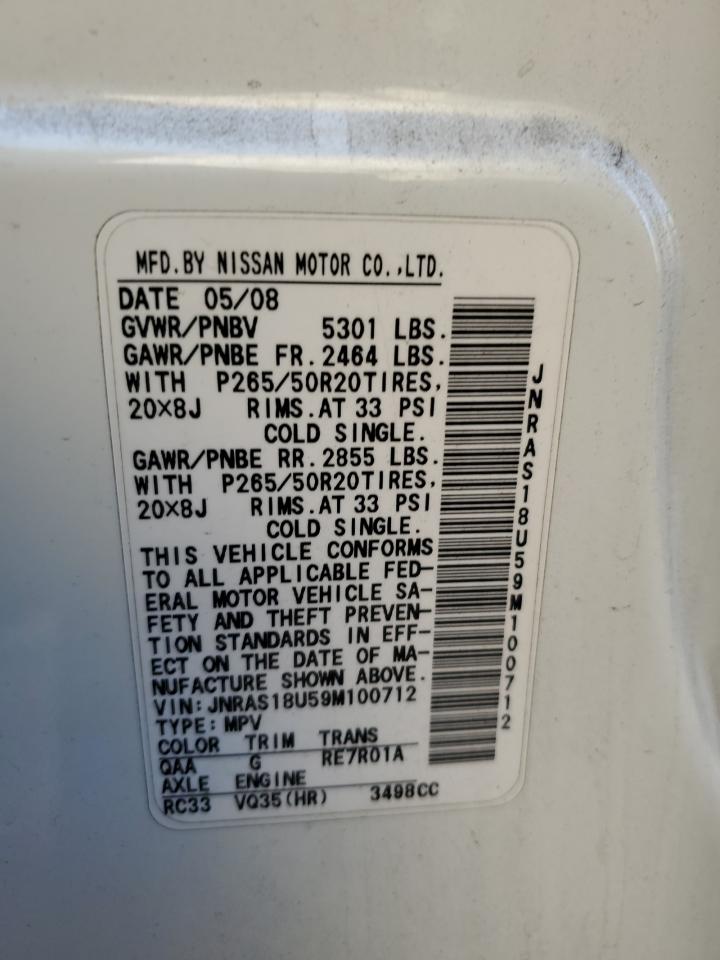 MFD.BY NISSAN MOTOR CO.,LTD.
DATE 05/08
GVWR/PNBV 5301 LBS.
GAWR/PNBE FR.2464 LBS.
WITH P265/50R20TIRES,
20×8J RIMS.AT 33 PSI
COLD SINGLE.
GAWR/PNBE RR.2855 LBS.
WITH P265/50R20TIRES,
20×8J RIMS.AT 33 PSI
COLD SINGLE.
THIS VEHICLE CONFORMS
TO ALL APPLICABLE FED-
ERAL MOTOR VEHICLE SA-
FETY AND THEFT PREVEN-
TION STANDARDS IN EFF-
ECT ON THE DATE OF MA-
NUFACTURE SHOWN ABOVE.
VIN:JNRAS18U59M100712
TYPE:MPV
COLOR TRIM TRANS
QAA G RE7R01A
AXLE ENGINE
RC33 VQ35(HR) 3498CC
JNRAS18U59M100712